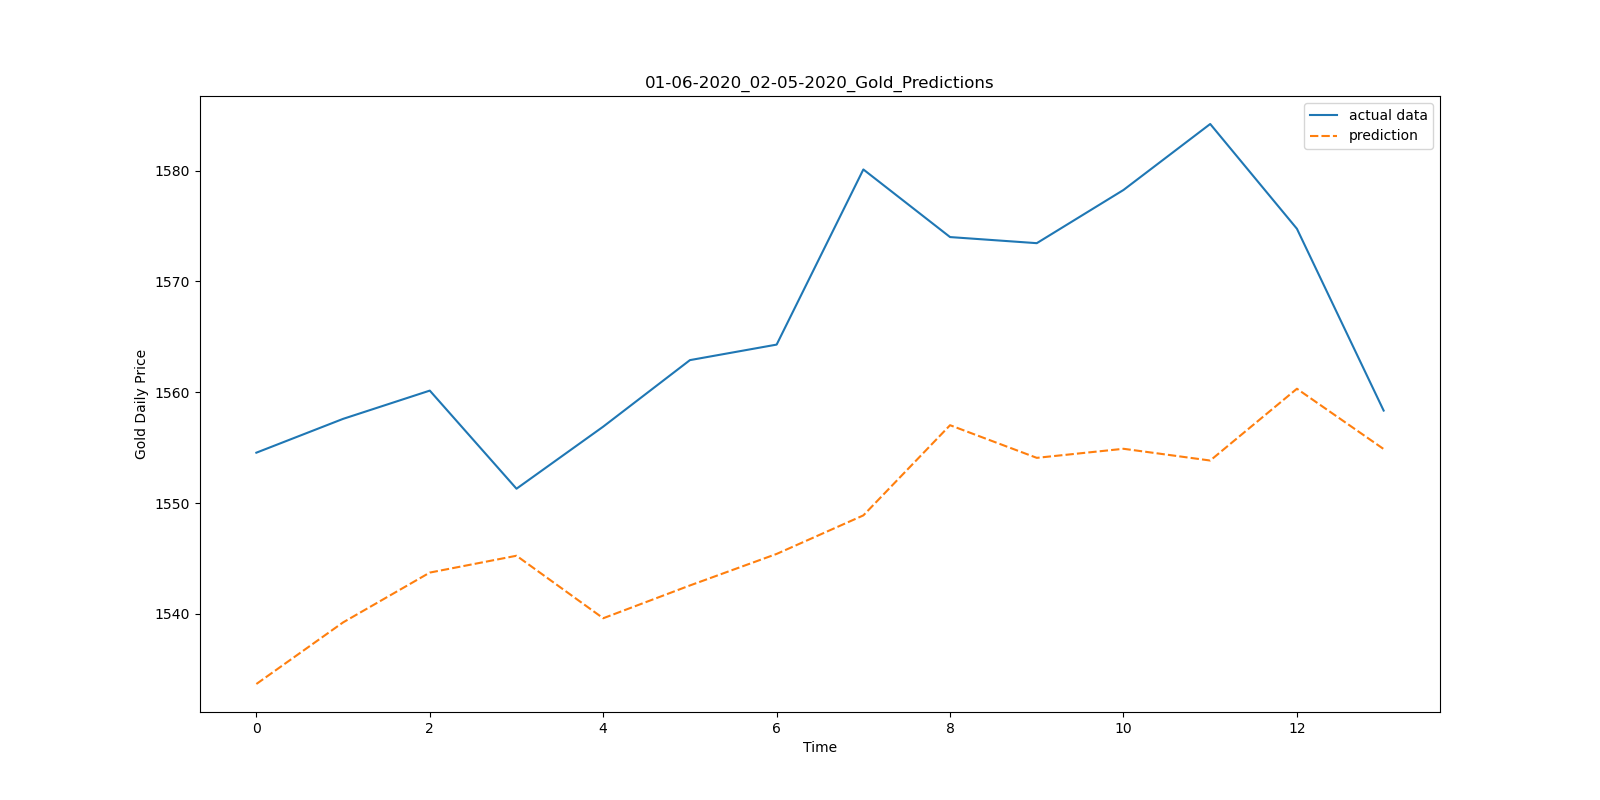 01-06-2020_02-05-2020_Gold_Predictions
actual data
prediction
Gold Daily Price
1580
1570
1560
1550
1540
0 2 4 6 8 10 12
Time